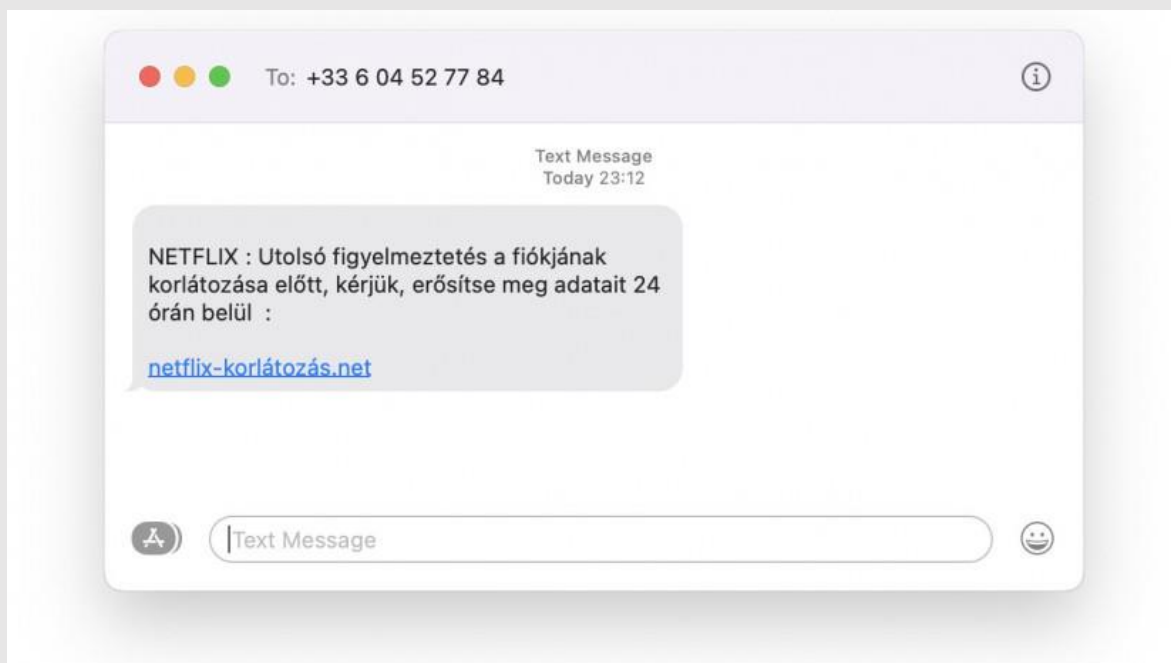 To: +33 6 04 52 77 84
Text Message
Today 23:12
NETFLIX : Utolsó figyelmeztetés a fiókjának
korlátozása előtt, kérjük, erősítse meg adatait 24
órán belül  :
netflix-korlátozás.net
Text Message